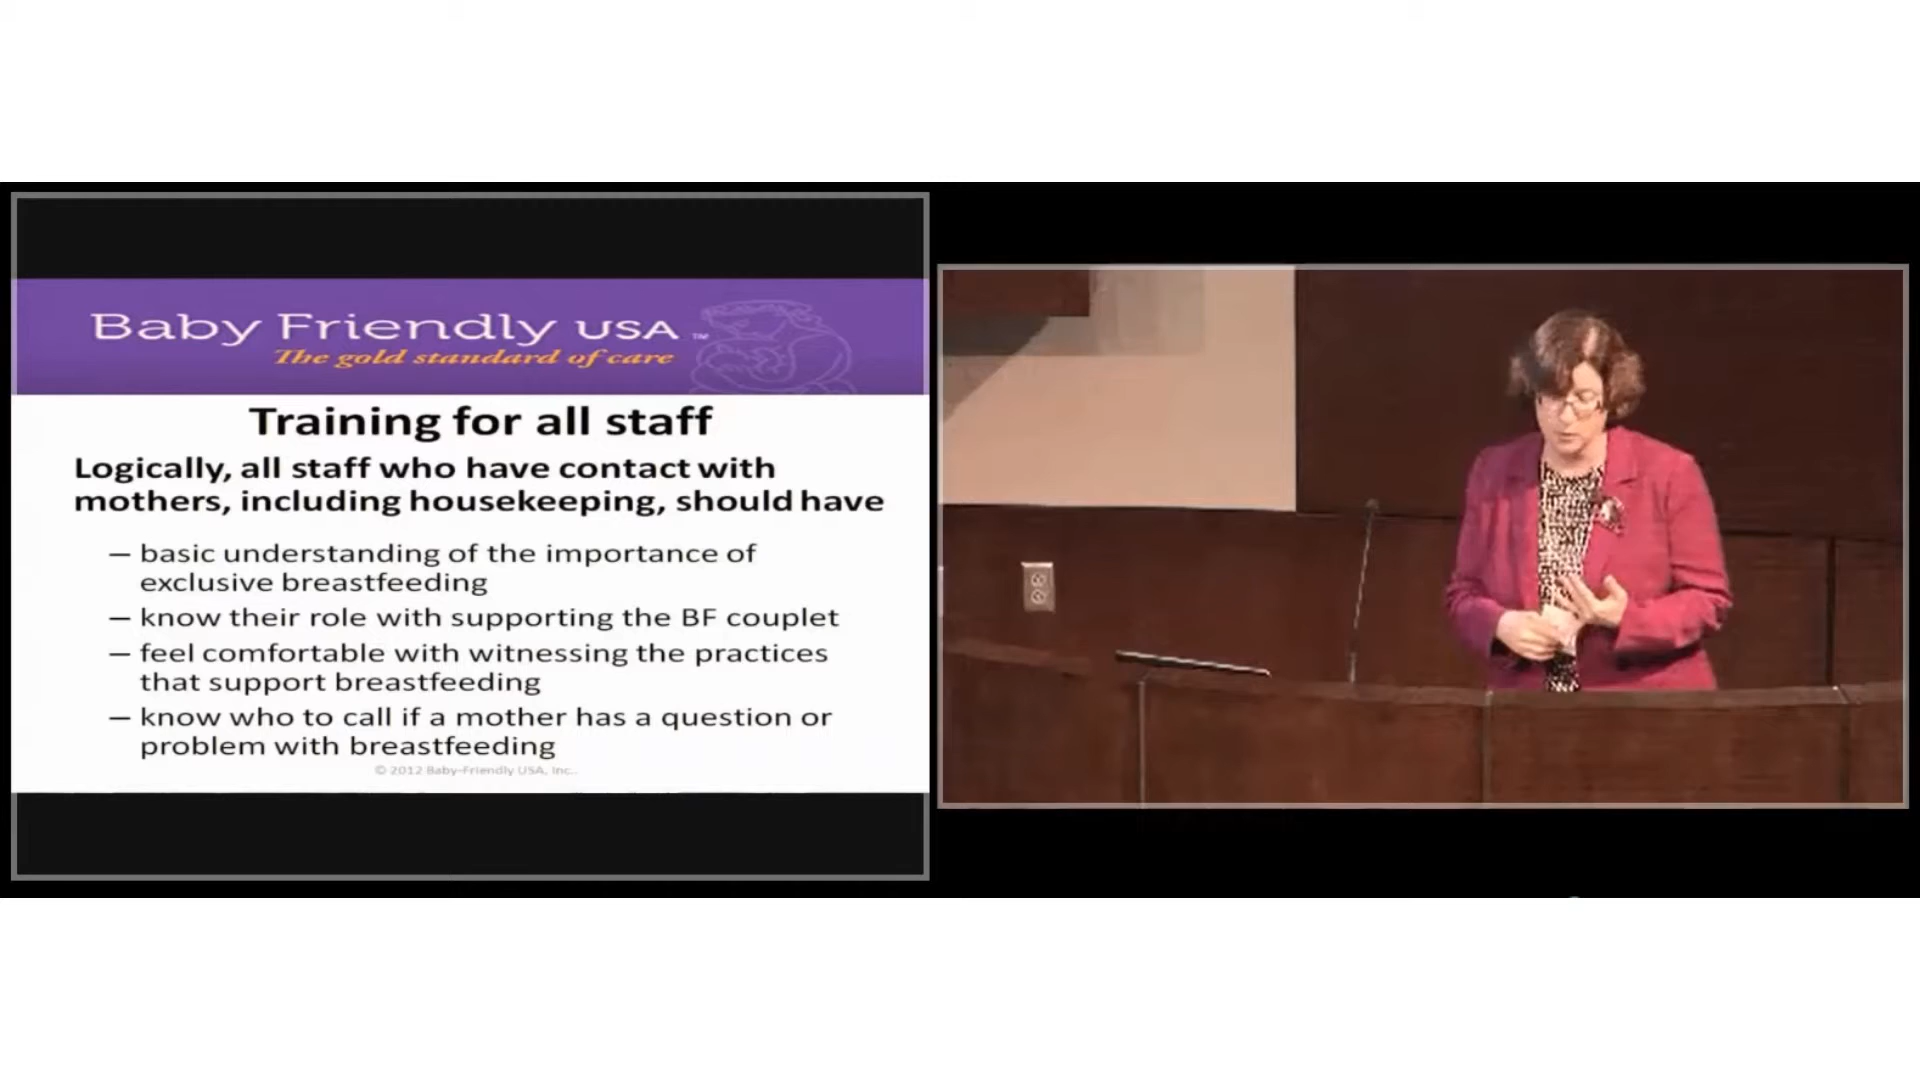 Baby Friendly USA ™
The gold standard of care
Training for all staff
Logically, all staff who have contact with
mothers, including housekeeping, should have
– basic understanding of the importance of
exclusive breastfeeding
– know their role with supporting the BF couplet
– feel comfortable with witnessing the practices
that support breastfeeding
– know who to call if a mother has a question or
problem with breastfeeding
© 2012 Baby-Friendly USA, Inc..